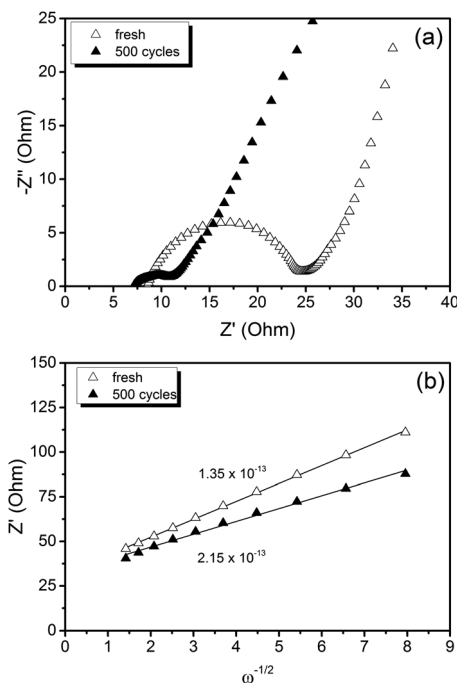 (a)
fresh
500 cycles
25
20
15
10
5
0
-Z'' (Ohm)
0 5 10 15 20 25 30 35 40
Z' (Ohm)
(b)
fresh
500 cycles
150
125
100
75
50
25
0
Z' (Ohm)
1.35 x 10⁻¹³
2.15 x 10⁻¹³
0 1 2 3 4 5 6 7 8 9
ω⁻¹/²